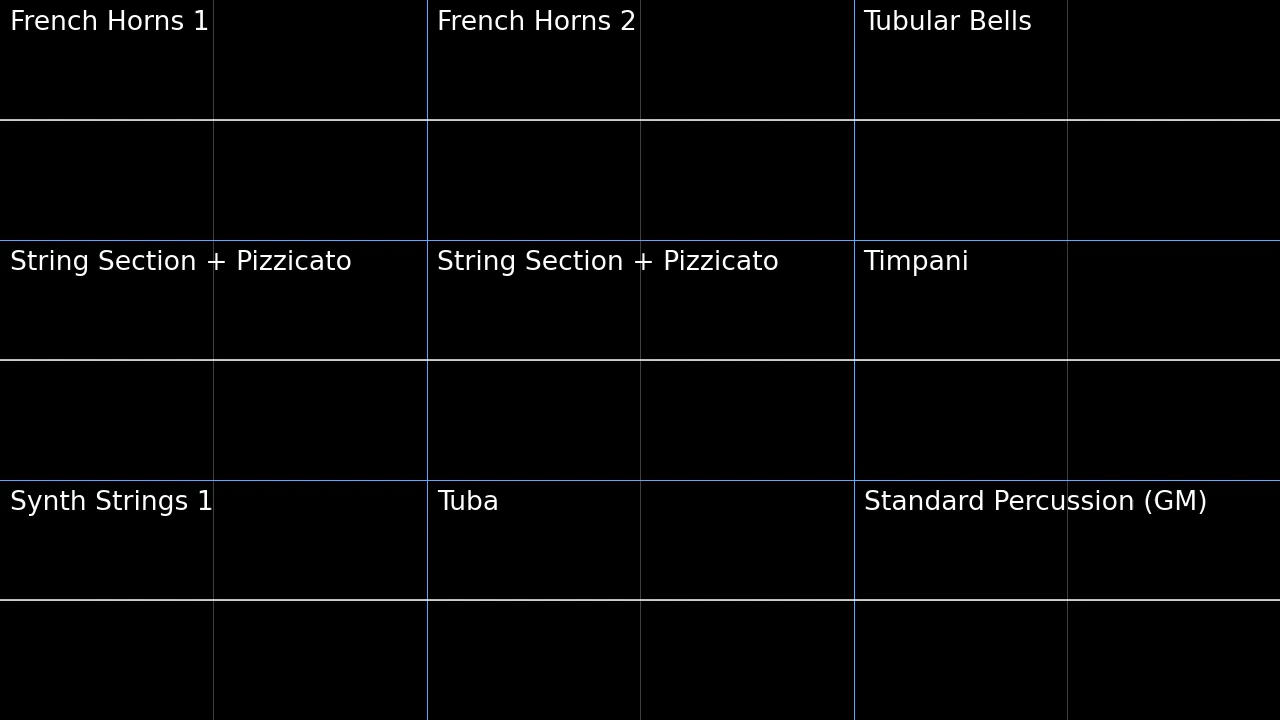 French Horns 1
French Horns 2
Tubular Bells
String Section + Pizzicato
String Section + Pizzicato
Timpani
Synth Strings 1
Tuba
Standard Percussion (GM)